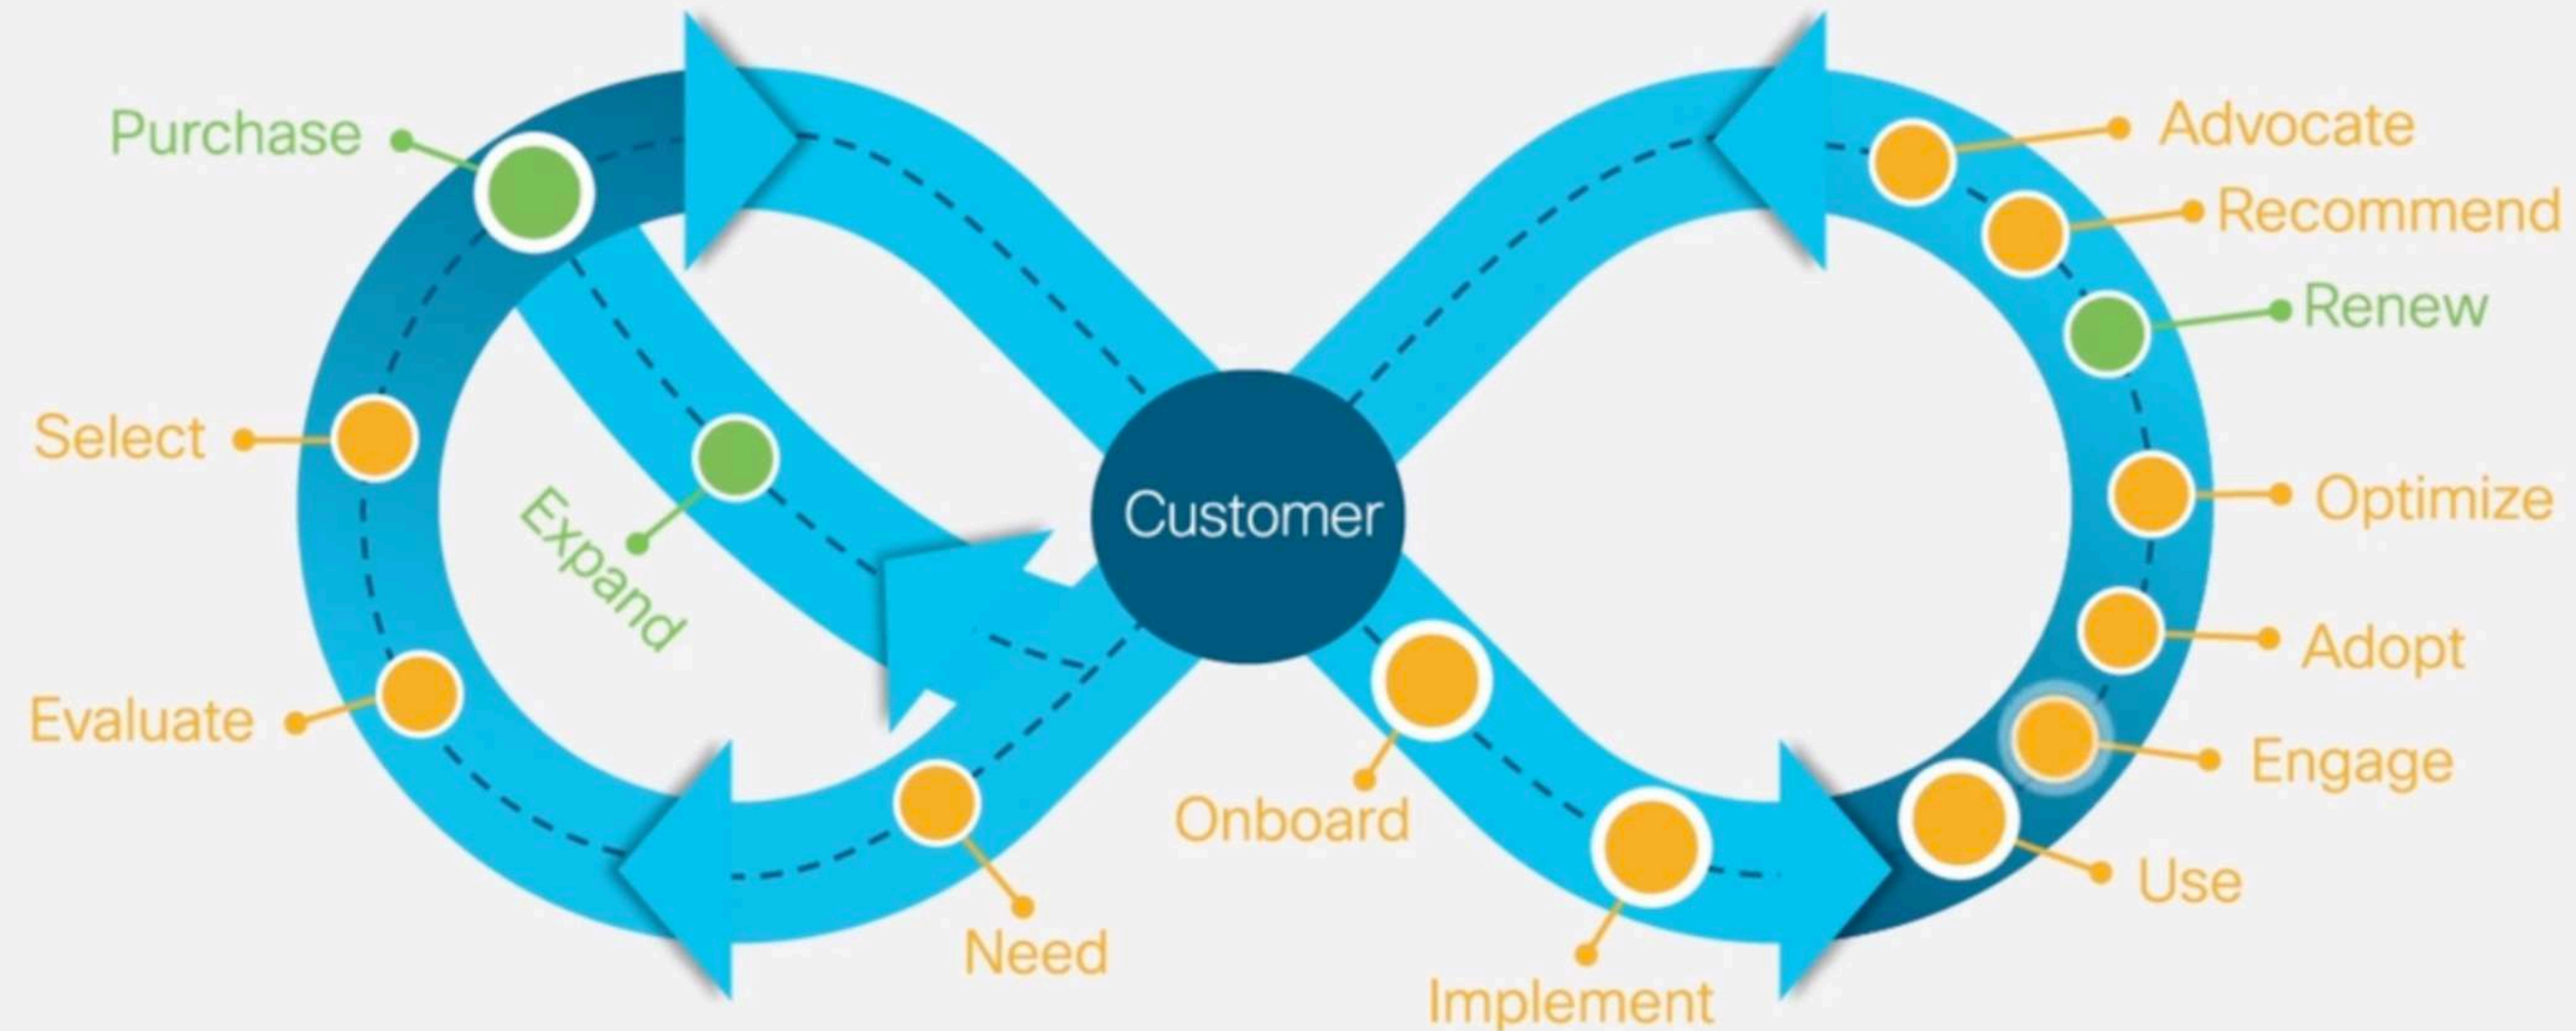 Purchase
Advocate
Recommend
Renew
Select
Expand
Customer
Optimize
Evaluate
Adopt
Engage
Onboard
Use
Need
Implement